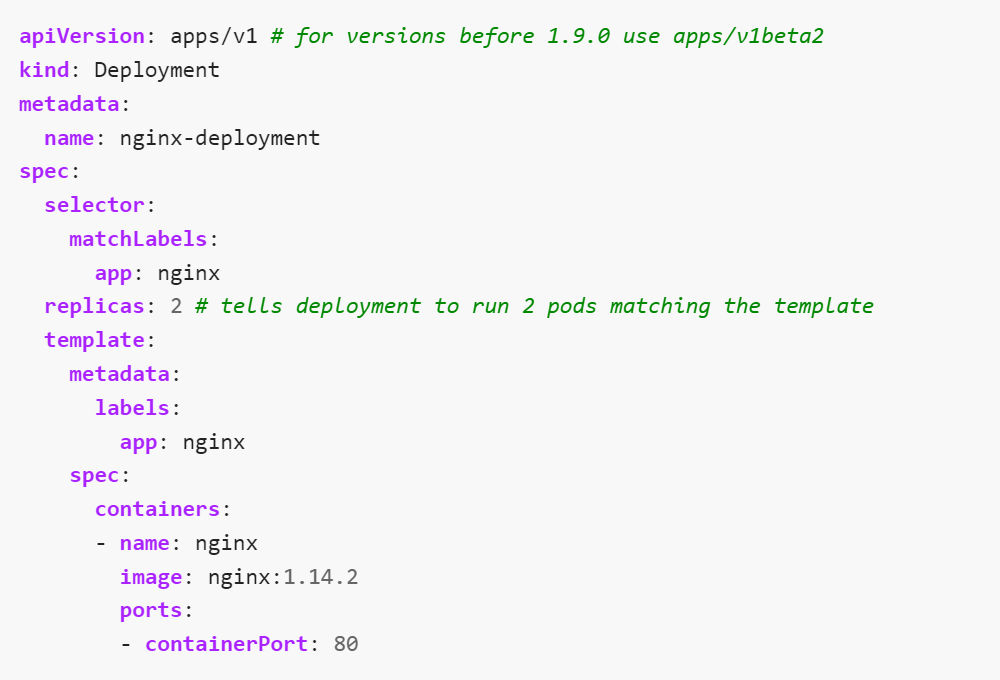 apiVersion: apps/v1 # for versions before 1.9.0 use apps/v1beta2
kind: Deployment
metadata:
  name: nginx-deployment
spec:
  selector:
    matchLabels:
      app: nginx
  replicas: 2 # tells deployment to run 2 pods matching the template
  template:
    metadata:
      labels:
        app: nginx
    spec:
      containers:
      - name: nginx
        image: nginx:1.14.2
        ports:
        - containerPort: 80